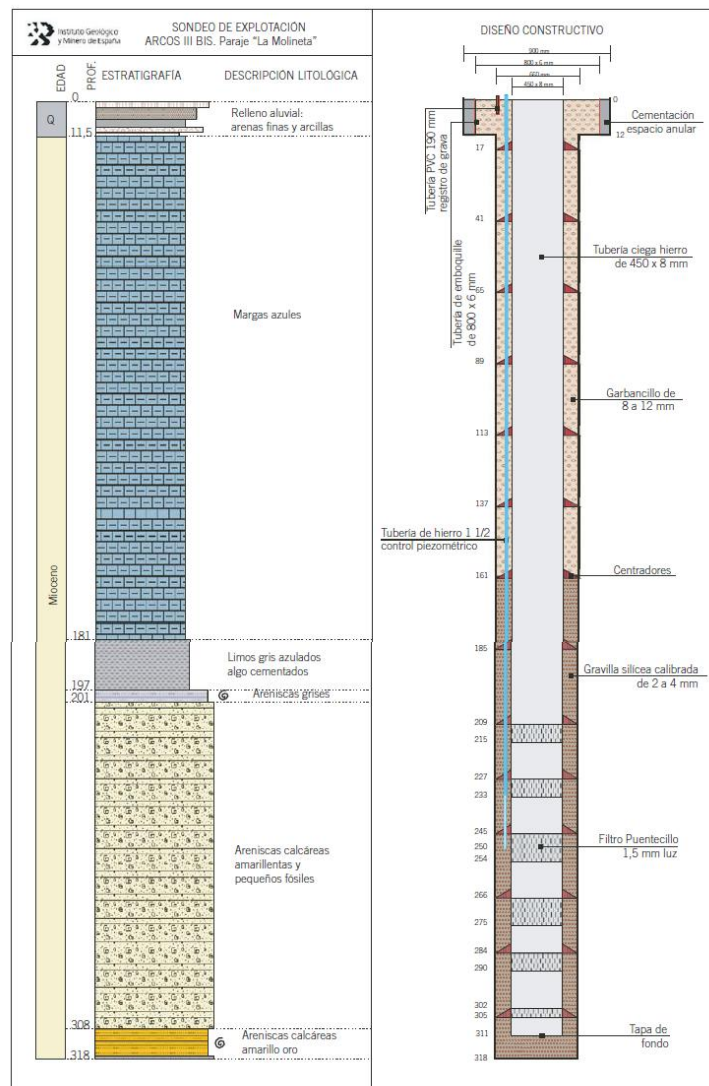 Instituto Geológico
y Minero de España
SONDEO DE EXPLOTACIÓN
ARCOS III BIS. Paraje “La Molineta”
EDAD
PROF.
ESTRATIGRAFÍA
DESCRIPCIÓN LITOLÓGICA
0
Q
Relleno aluvial:
arenas finas y arcillas
11,5
Mioceno
Margas azules
181
Limos gris azulados
algo cementados
197
201
Areniscas grises
Areniscas calcáreas
amarillentas y
pequeños fósiles
308
Areniscas calcáreas
amarillo oro
318
DISEÑO CONSTRUCTIVO
900 mm
800 x 6 mm
600 mm
450 x 8 mm
0
Cementación
espacio anular
12
17
Tubería PVC 190 mm
registro de grava
41
Tubería ciega hierro
de 450 x 8 mm
Tubería de emboquille
de 800 x 6 mm
65
89
Garbancillo de
8 a 12 mm
113
137
Tubería de hierro 1 1/2
control piezométrico
161
Centradores
185
Gravilla silícea calibrada
de 2 a 4 mm
209
215
227
233
245
250
254
Filtro Puentecillo
1,5 mm luz
266
275
284
290
302
305
311
Tapa de
fondo
318